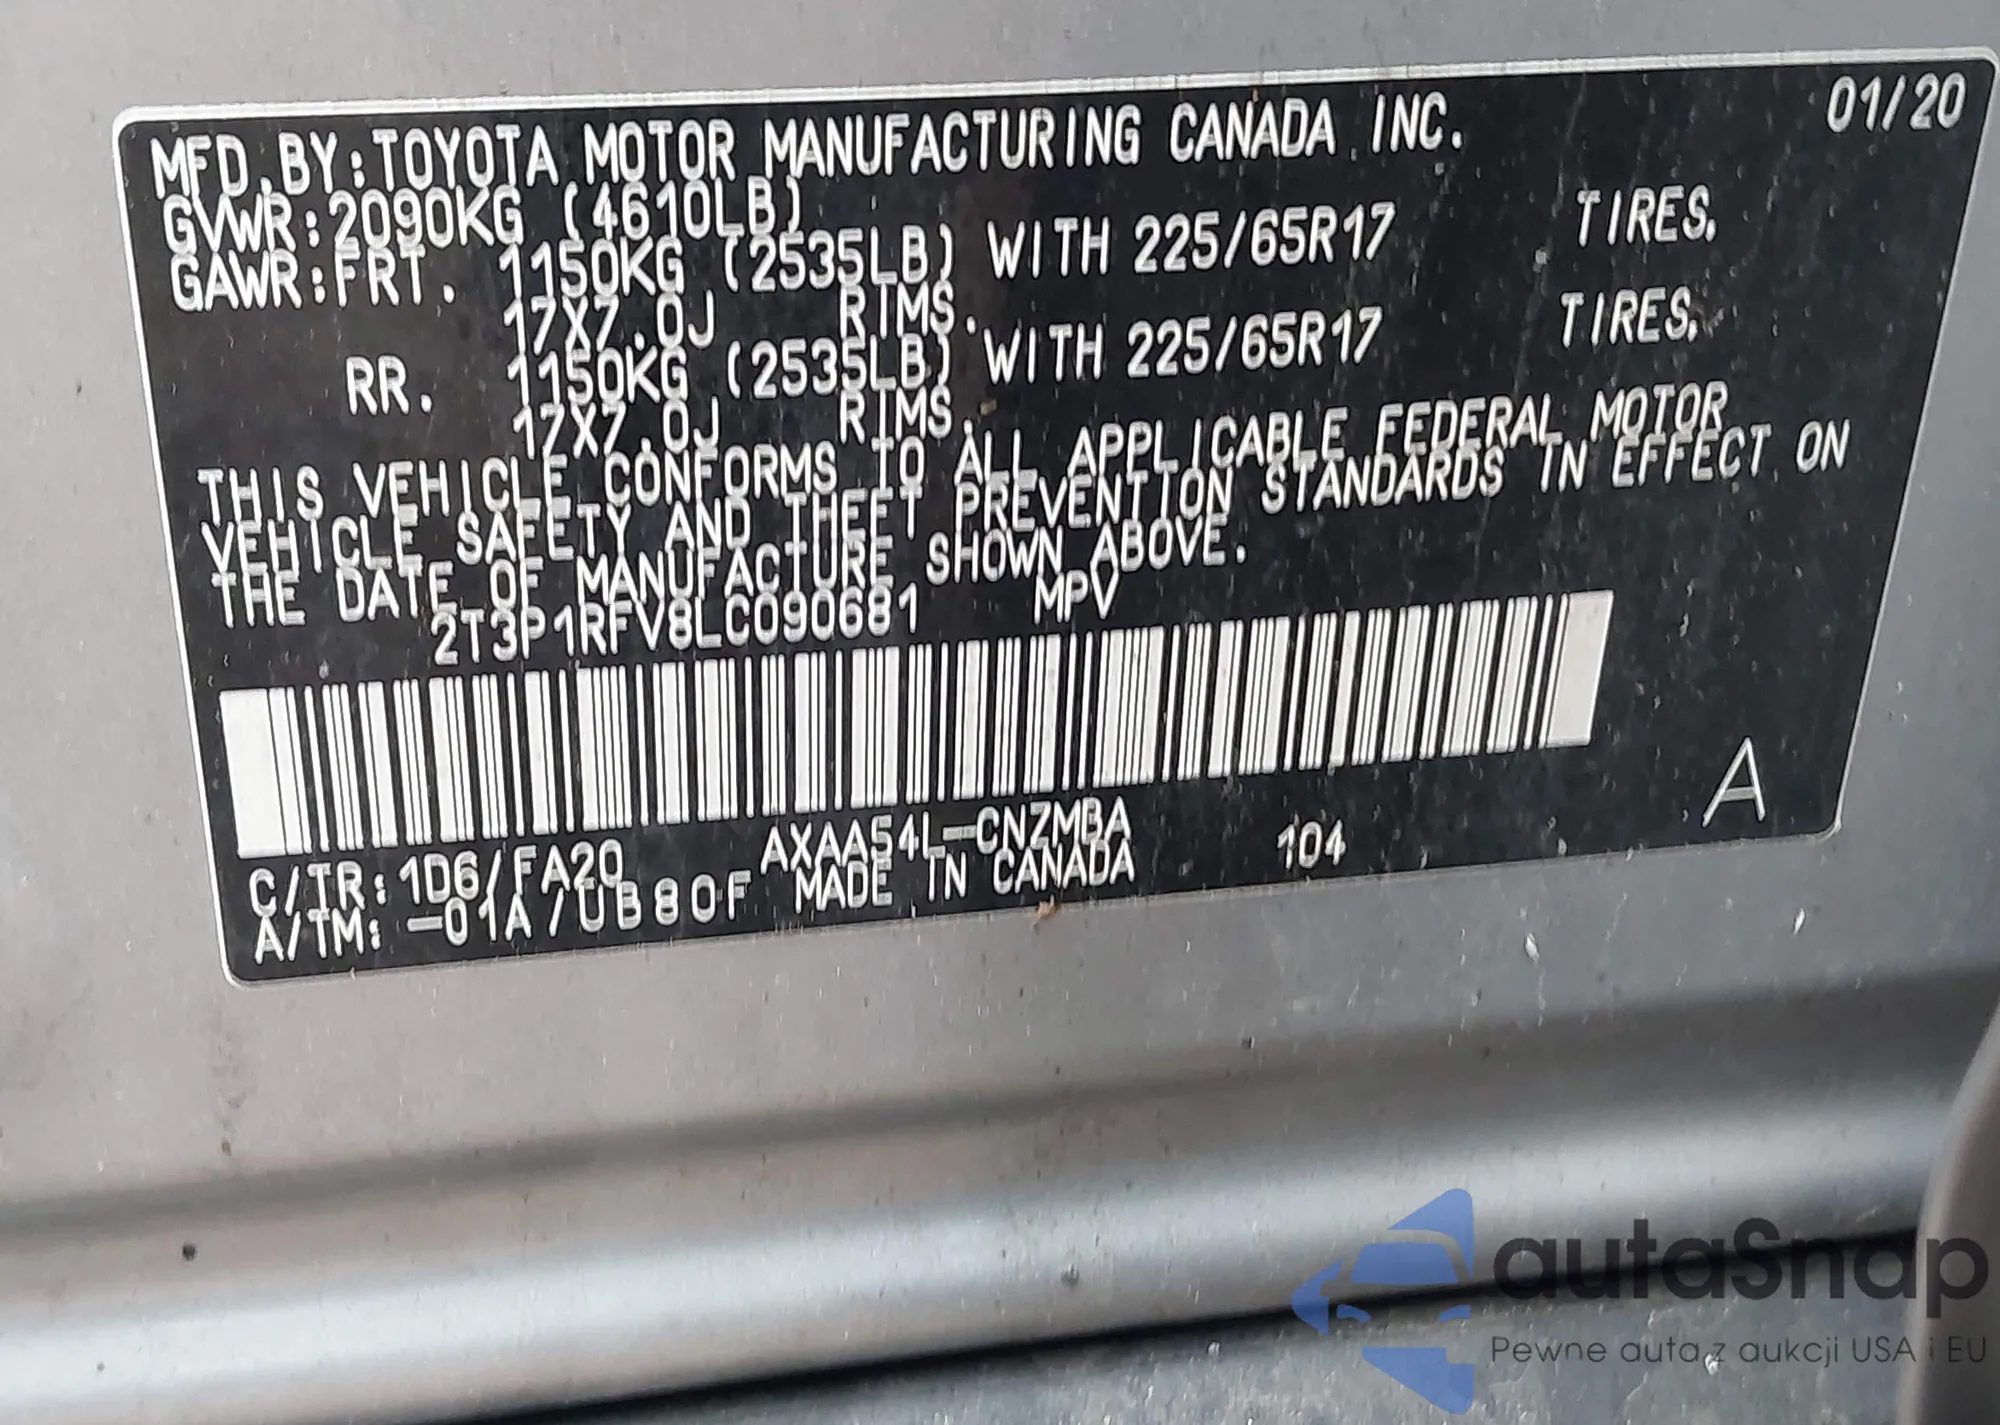 01/20
MFD.BY:TOYOTA MOTOR MANUFACTURING CANADA INC.
GVWR:2090KG (4610LB)
GAWR:FRT. 1150KG (2535LB) WITH 225/65R17 TIRES,
17X7.0J RIMS.
RR. 1150KG (2535LB) WITH 225/65R17 TIRES,
17X7.0J RIMS.
THIS VEHICLE CONFORMS TO ALL APPLICABLE FEDERAL MOTOR
VEHICLE SAFETY AND THEFT PREVENTION STANDARDS IN EFFECT ON
THE DATE OF MANUFACTURE SHOWN ABOVE.
2T3P1RFV8LC090681 MPV
C/TR:1D6/FA20 AXAA54L-CNZMBA 104 A
A/TM: -01A/UB80F MADE IN CANADA
autaSnap
Pewne auta z aukcji USA i EU